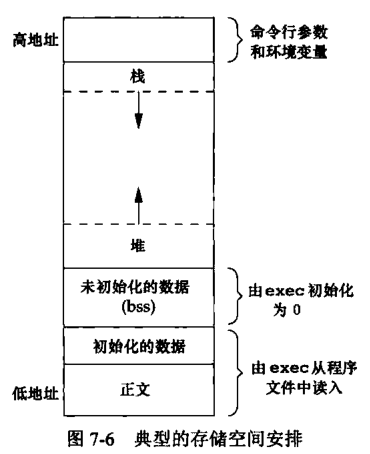 高地址
命令行参数
和环境变量
栈
堆
未初始化的数据
(bss)
由exec初始化
为 0
初始化的数据
由exec从程序
文件中读入
低地址
正文
图 7-6 典型的存储空间安排